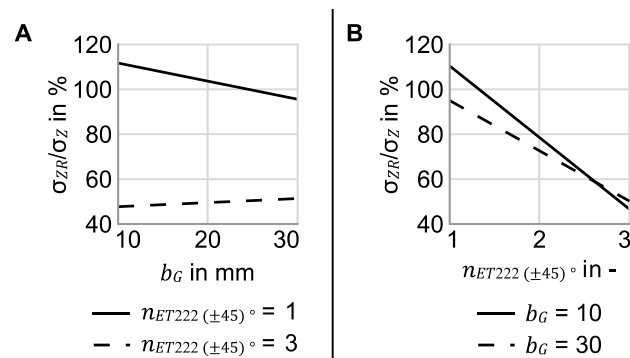 A
120
100
80
60
40
10 20 30
σZR/σZ in %
bG in mm
nET222 (±45) ° = 1
nET222 (±45) ° = 3
B
120
100
80
60
40
1 2 3
σZR/σZ in %
nET222 (±45) ° in -
bG = 10
bG = 30